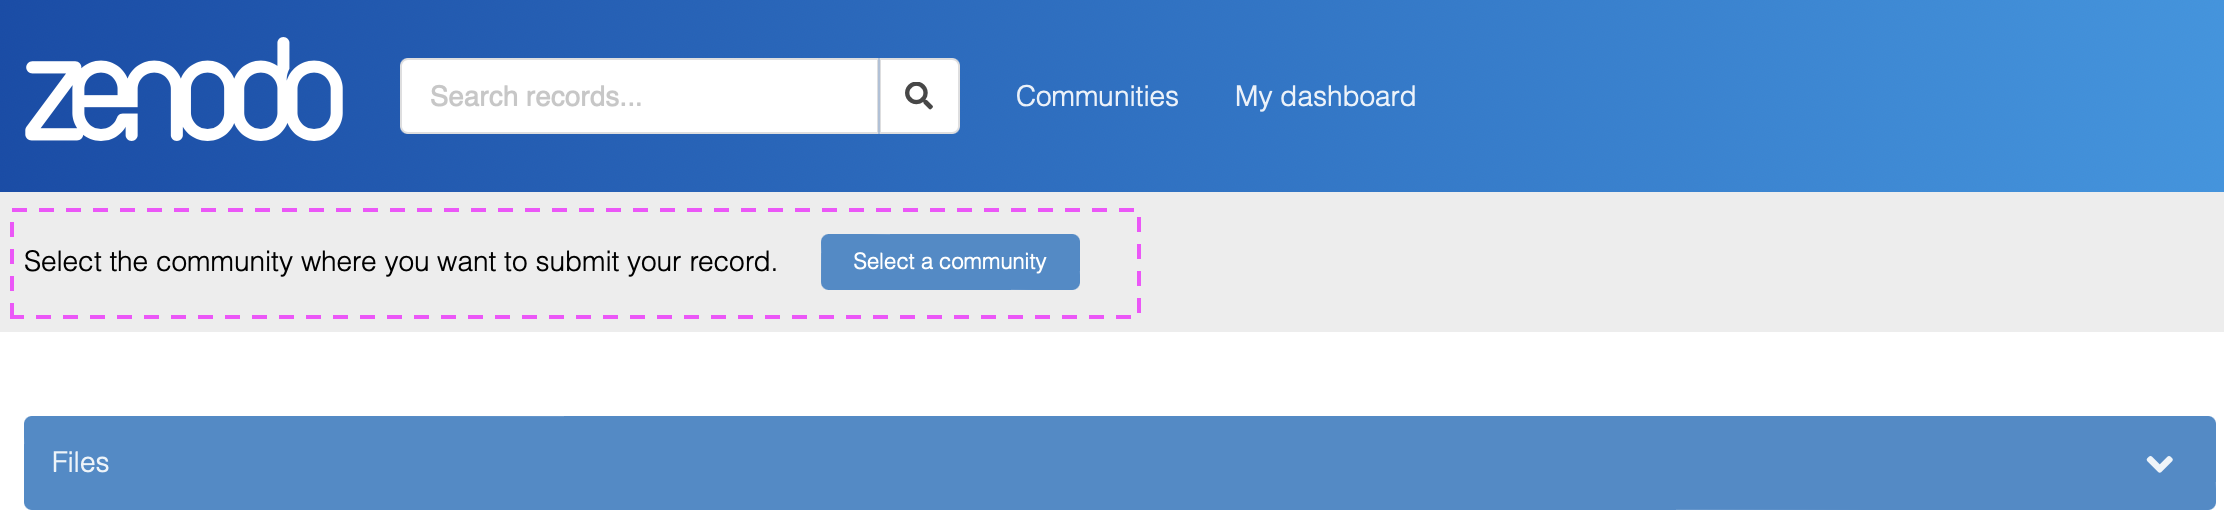 zenodo
Search records...
Communities
My dashboard
Select the community where you want to submit your record.
Select a community
Files